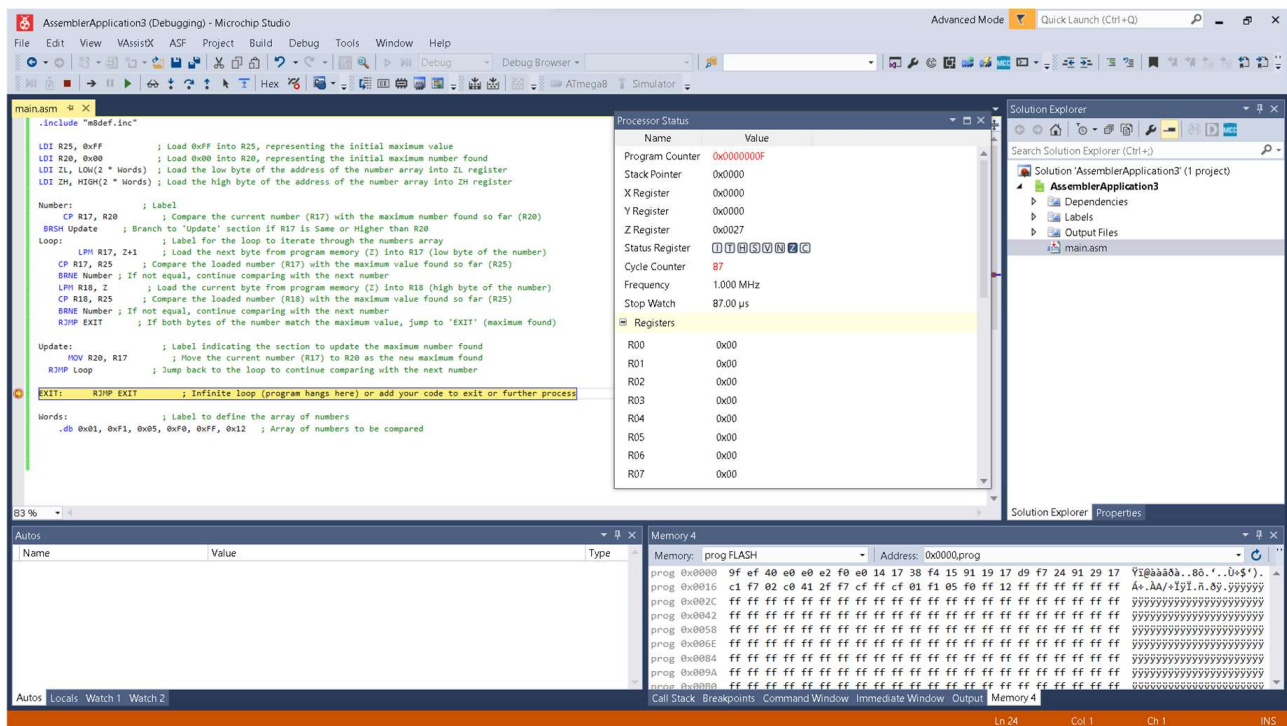 AssemblerApplication3 (Debugging) - Microchip Studio
Advanced Mode
Quick Launch (Ctrl+Q)
File Edit View VAssistX ASF Project Build Debug Tools Window Help
Debug
Debug Browser
Hex
ATmega8
Simulator
main.asm
.include "m8def.inc"
LDI R25, 0xFF ; Load 0xFF into R25, representing the initial maximum value
LDI R20, 0x00 ; Load 0x00 into R20, representing the initial maximum number found
LDI ZL, LOW(2 * Words) ; Load the low byte of the address of the number array into ZL register
LDI ZH, HIGH(2 * Words) ; Load the high byte of the address of the number array into ZH register
Number: ; Label
CP R17, R20 ; Compare the current number (R17) with the maximum number found so far (R20)
BRSH Update ; Branch to 'Update' section if R17 is Same or Higher than R20
Loop: ; Label for the loop to iterate through the numbers array
LPM R17, Z+1 ; Load the next byte from program memory (Z) into R17 (low byte of the number)
CP R17, R25 ; Compare the loaded number (R17) with the maximum value found so far (R25)
BRNE Number ; If not equal, continue comparing with the next number
LPM R18, Z ; Load the current byte from program memory (Z) into R18 (high byte of the number)
CP R18, R25 ; Compare the loaded number (R18) with the maximum value found so far (R25)
BRNE Number ; If not equal, continue comparing with the next number
RJMP EXIT ; If both bytes of the number match the maximum value, jump to 'EXIT' (maximum found)
Update: ; Label indicating the section to update the maximum number found
MOV R20, R17 ; Move the current number (R17) to R20 as the new maximum found
RJMP Loop ; Jump back to the loop to continue comparing with the next number
EXIT: RJMP EXIT ; Infinite loop (program hangs here) or add your code to exit or further process
Words: ; Label to define the array of numbers
.db 0x01, 0xF1, 0x05, 0xF0, 0xFF, 0x12 ; Array of numbers to be compared
83 %
Processor Status
Name Value
Program Counter 0x0000000F
Stack Pointer 0x0000
X Register 0x0000
Y Register 0x0000
Z Register 0x0027
Status Register I T H S V N Z C
Cycle Counter 87
Frequency 1.000 MHz
Stop Watch 87.00 µs
Registers
R00 0x00
R01 0x00
R02 0x00
R03 0x00
R04 0x00
R05 0x00
R06 0x00
R07 0x00
Solution Explorer
Search Solution Explorer (Ctrl+;)
Solution 'AssemblerApplication3' (1 project)
AssemblerApplication3
Dependencies
Labels
Output Files
main.asm
Solution Explorer Properties
Autos
Name Value Type
Autos Locals Watch 1 Watch 2
Memory 4
Memory: prog FLASH Address: 0x0000,prog
prog 0x0000 9f ef 40 e0 e0 e2 f0 e0 14 17 38 f4 15 91 19 17 d9 f7 24 91 29 17
prog 0x0016 c1 f7 02 c0 41 2f f7 cf ff cf 01 f1 05 f0 ff 12 ff ff ff ff ff ff
prog 0x002C ff ff ff ff ff ff ff ff ff ff ff ff ff ff ff ff ff ff ff ff ff ff ÿÿÿÿÿÿÿÿÿÿÿÿÿÿÿÿÿÿÿÿÿÿ
prog 0x0042 ff ff ff ff ff ff ff ff ff ff ff ff ff ff ff ff ff ff ff ff ff ff ÿÿÿÿÿÿÿÿÿÿÿÿÿÿÿÿÿÿÿÿÿÿ
prog 0x0058 ff ff ff ff ff ff ff ff ff ff ff ff ff ff ff ff ff ff ff ff ff ff ÿÿÿÿÿÿÿÿÿÿÿÿÿÿÿÿÿÿÿÿÿÿ
prog 0x006E ff ff ff ff ff ff ff ff ff ff ff ff ff ff ff ff ff ff ff ff ff ff ÿÿÿÿÿÿÿÿÿÿÿÿÿÿÿÿÿÿÿÿÿÿ
prog 0x0084 ff ff ff ff ff ff ff ff ff ff ff ff ff ff ff ff ff ff ff ff ff ff ÿÿÿÿÿÿÿÿÿÿÿÿÿÿÿÿÿÿÿÿÿÿ
prog 0x009A ff ff ff ff ff ff ff ff ff ff ff ff ff ff ff ff ff ff ff ff ff ff ÿÿÿÿÿÿÿÿÿÿÿÿÿÿÿÿÿÿÿÿÿÿ
Call Stack Breakpoints Command Window Immediate Window Output Memory 4
Ln 24 Col 1 Ch 1 INS